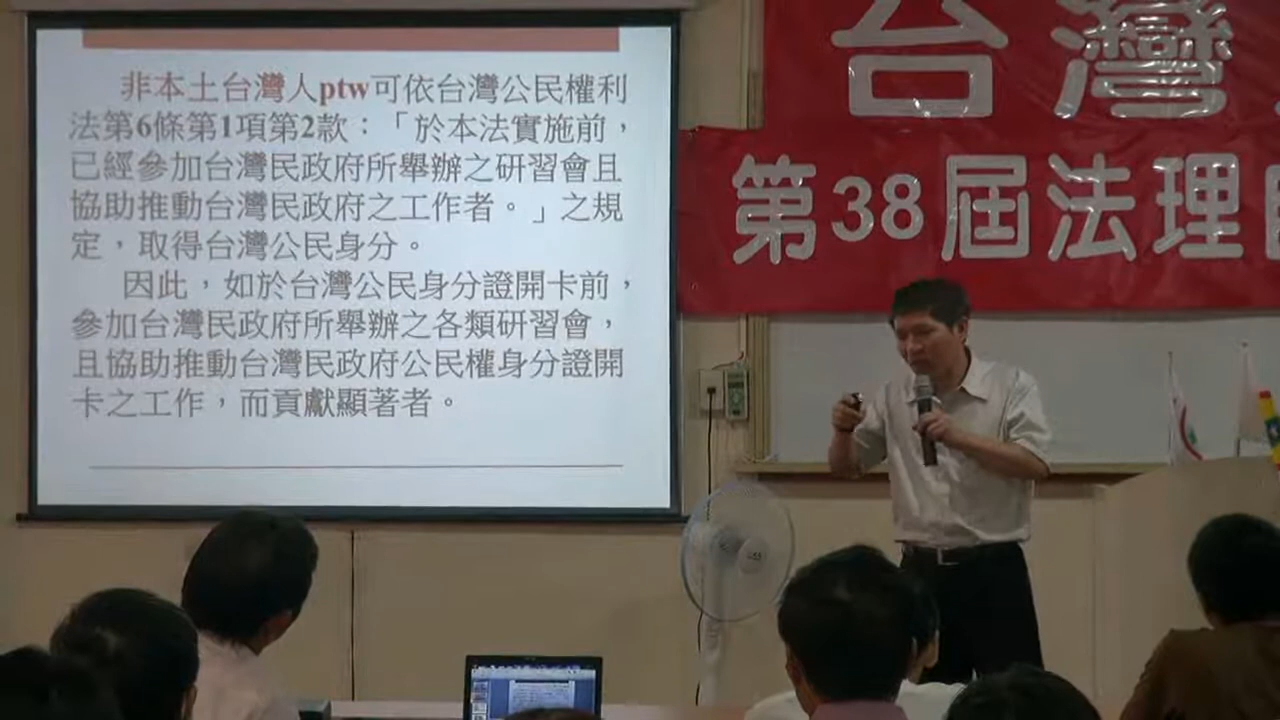 非本土台灣人ptw可依台灣公民權利
法第6條第1項第2款：「於本法實施前，
已經參加台灣民政府所舉辦之研習會且
協助推動台灣民政府之工作者。」之規
定，取得台灣公民身分。
因此，如於台灣公民身分證開卡前，
參加台灣民政府所舉辦之各類研習會，
且協助推動台灣民政府公民權身分證開
卡之工作，而貢獻顯著者。
台灣
第38屆法理